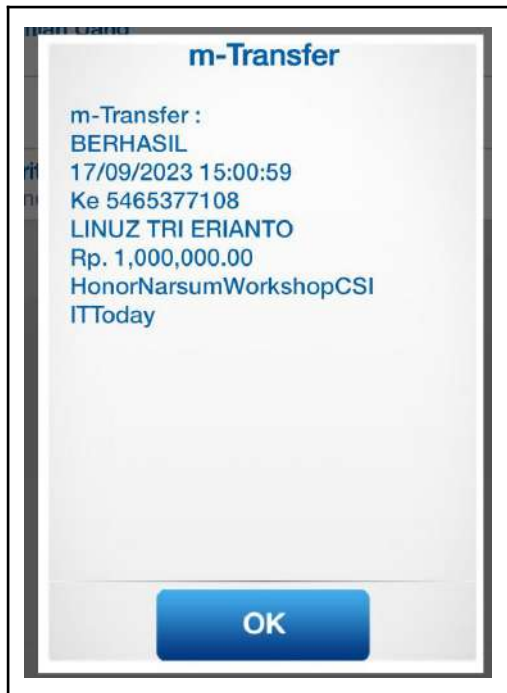 m-Transfer
m-Transfer :
BERHASIL
17/09/2023 15:00:59
Ke 5465377108
LINUZ TRI ERIANTO
Rp. 1,000,000.00
HonorNarsumWorkshopCSI
ITToday
OK